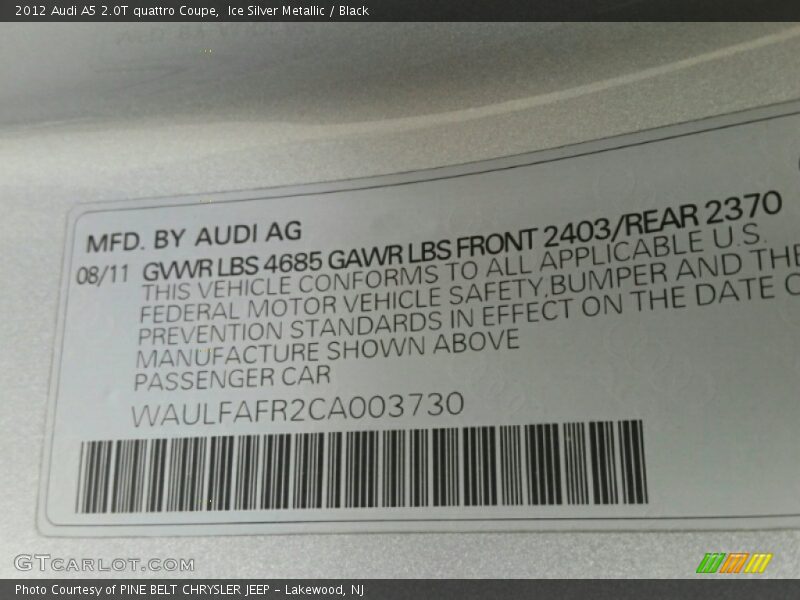 2012 Audi A5 2.0T quattro Coupe,  Ice Silver Metallic / Black
MFD. BY AUDI AG
08/11 GVWR LBS 4685 GAWR LBS FRONT 2403/REAR 2370
THIS VEHICLE CONFORMS TO ALL APPLICABLE U.S.
FEDERAL MOTOR VEHICLE SAFETY,BUMPER AND THE
PREVENTION STANDARDS IN EFFECT ON THE DATE O
MANUFACTURE SHOWN ABOVE
PASSENGER CAR
WAULFAFR2CA003730
GTCARLOT.COM
Photo Courtesy of PINE BELT CHRYSLER JEEP – Lakewood, NJ